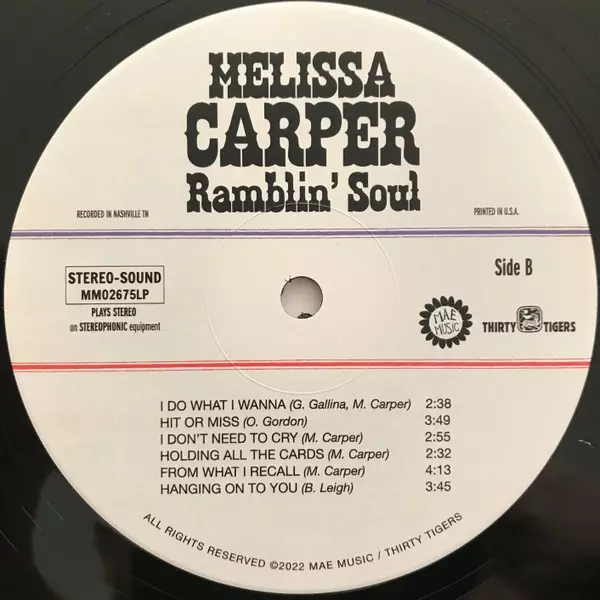 MELISSA
CARPER
Ramblin' Soul
RECORDED IN NASHVILLE TN
PRINTED IN U.S.A.
STEREO-SOUND
MM02675LP
PLAYS STEREO
on STEREOPHONIC equipment
Side B
MAE
MUSIC
THIRTY TIGERS
I DO WHAT I WANNA (G. Gallina, M. Carper) 2:38
HIT OR MISS (O. Gordon) 3:49
I DON'T NEED TO CRY (M. Carper) 2:55
HOLDING ALL THE CARDS (M. Carper) 2:32
FROM WHAT I RECALL (M. Carper) 4:13
HANGING ON TO YOU (B. Leigh) 3:45
ALL RIGHTS RESERVED ©2022 MAE MUSIC / THIRTY TIGERS